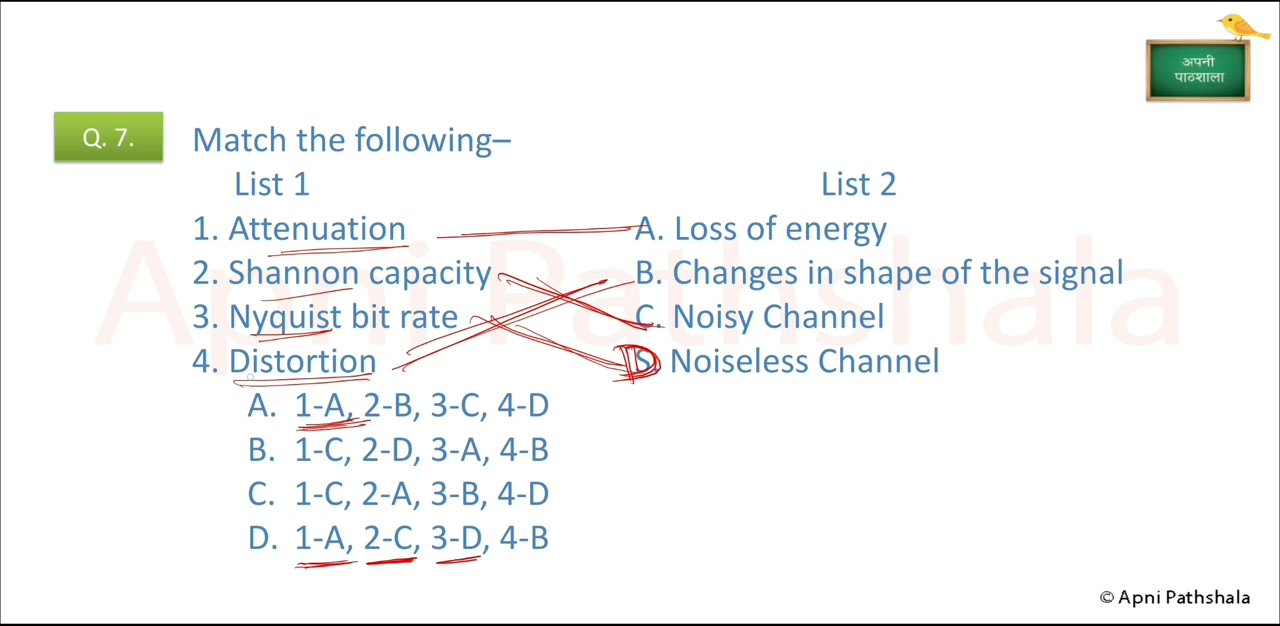 अपनी
पाठशाला
Q. 7.
Match the following–
List 1 List 2
1. Attenuation A. Loss of energy
2. Shannon capacity B. Changes in shape of the signal
3. Nyquist bit rate C. Noisy Channel
4. Distortion D. Noiseless Channel
A. 1-A, 2-B, 3-C, 4-D
B. 1-C, 2-D, 3-A, 4-B
C. 1-C, 2-A, 3-B, 4-D
D. 1-A, 2-C, 3-D, 4-B
Apni Pathshala
© Apni Pathshala